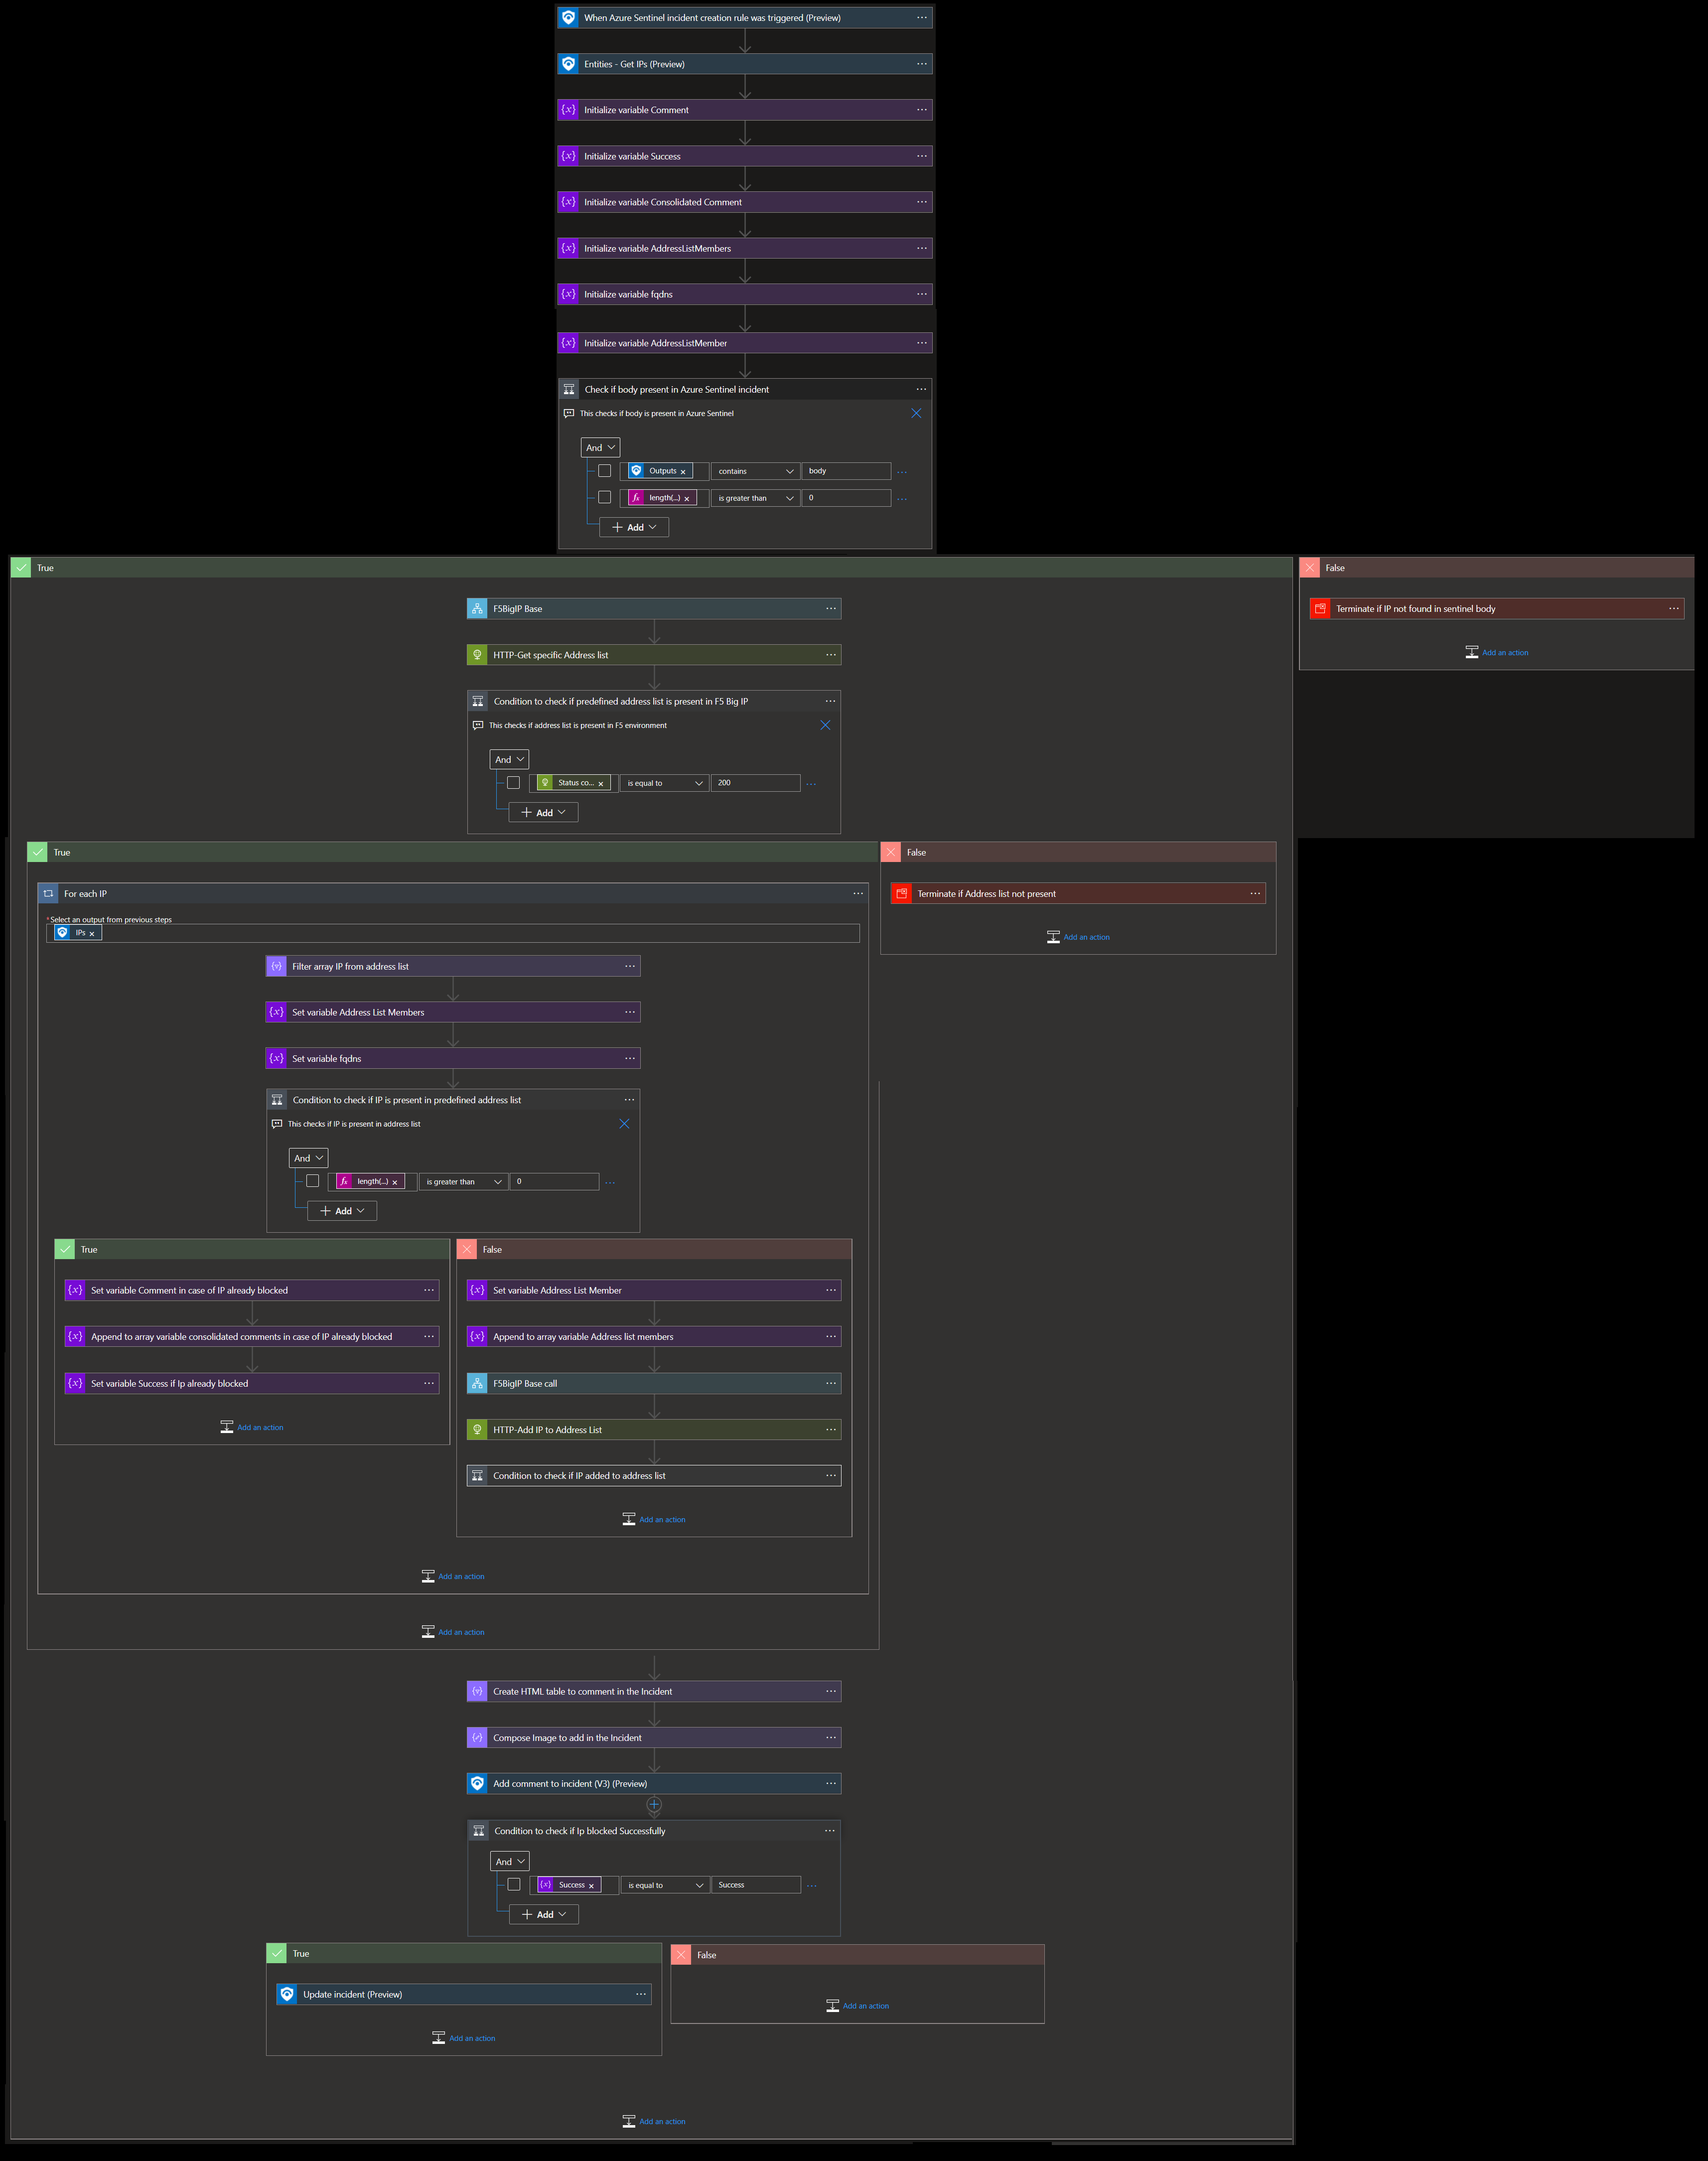 When Azure Sentinel incident creation rule was triggered (Preview)
Entities - Get IPs (Preview)
{x} Initialize variable Comment
{x} Initialize variable Success
{x} Initialize variable Consolidated Comment
{x} Initialize variable AddressListMembers
{x} Initialize variable fqdns
{x} Initialize variable AddressListMember
Check if body present in Azure Sentinel incident
This checks if body is present in Azure Sentinel
And
Outputs × contains body
fx length(...) × is greater than 0
+ Add
True
False
F5BigIP Base
Terminate if IP not found in sentinel body
HTTP-Get specific Address list
Add an action
Condition to check if predefined address list is present in F5 Big IP
This checks if address list is present in F5 environment
And
Status co... × is equal to 200
+ Add
True
False
For each IP
Terminate if Address list not present
*Select an output from previous steps
IPs ×
Add an action
Filter array IP from address list
{x} Set variable Address List Members
{x} Set variable fqdns
Condition to check if IP is present in predefined address list
This checks if IP is present in address list
And
fx length(...) × is greater than 0
+ Add
True
False
{x} Set variable Comment in case of IP already blocked
{x} Set variable Address List Member
{x} Append to array variable consolidated comments in case of IP already blocked
{x} Append to array variable Address list members
{x} Set variable Success if Ip already blocked
F5BigIP Base call
Add an action
HTTP-Add IP to Address List
Condition to check if IP added to address list
Add an action
Add an action
Add an action
Create HTML table to comment in the Incident
Compose Image to add in the Incident
Add comment to incident (V3) (Preview)
Condition to check if Ip blocked Successfully
And
{x} Success × is equal to Success
+ Add
True
False
Update incident (Preview)
Add an action
Add an action
Add an action